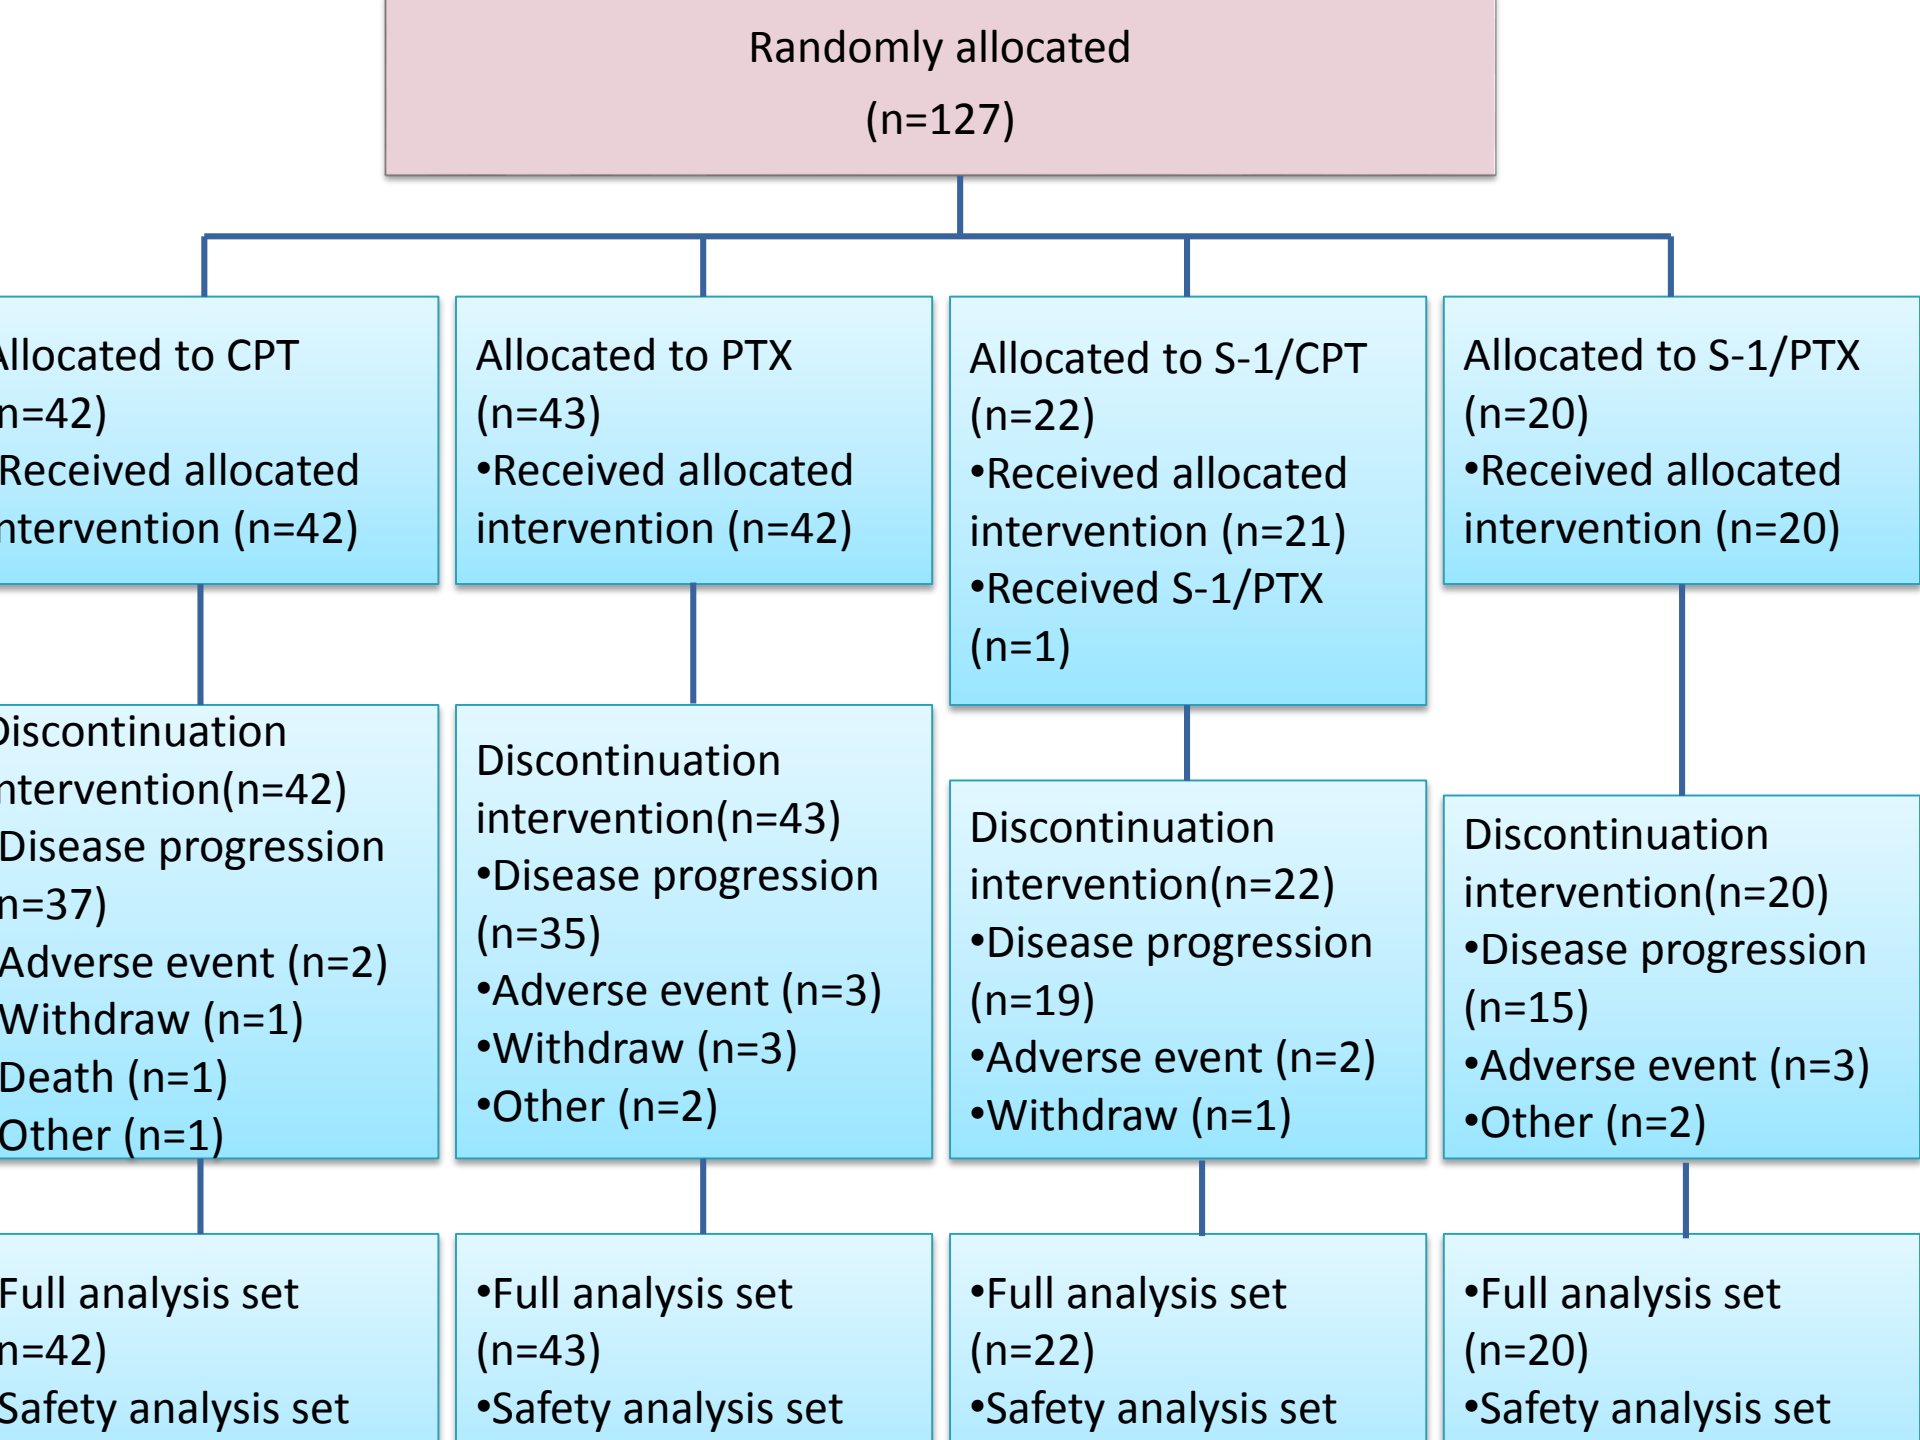 Randomly allocated
(n=127)
Allocated to CPT
n=42)
Received allocated
ntervention (n=42)
Allocated to PTX
(n=43)
•Received allocated
intervention (n=42)
Allocated to S-1/CPT
(n=22)
•Received allocated
intervention (n=21)
•Received S-1/PTX
(n=1)
Allocated to S-1/PTX
(n=20)
•Received allocated
intervention (n=20)
Discontinuation
ntervention(n=42)
Disease progression
n=37)
Adverse event (n=2)
Withdraw (n=1)
Death (n=1)
Other (n=1)
Discontinuation
intervention(n=43)
•Disease progression
(n=35)
•Adverse event (n=3)
•Withdraw (n=3)
•Other (n=2)
Discontinuation
intervention(n=22)
•Disease progression
(n=19)
•Adverse event (n=2)
•Withdraw (n=1)
Discontinuation
intervention(n=20)
•Disease progression
(n=15)
•Adverse event (n=3)
•Other (n=2)
Full analysis set
n=42)
Safety analysis set
•Full analysis set
(n=43)
•Safety analysis set
•Full analysis set
(n=22)
•Safety analysis set
•Full analysis set
(n=20)
•Safety analysis set